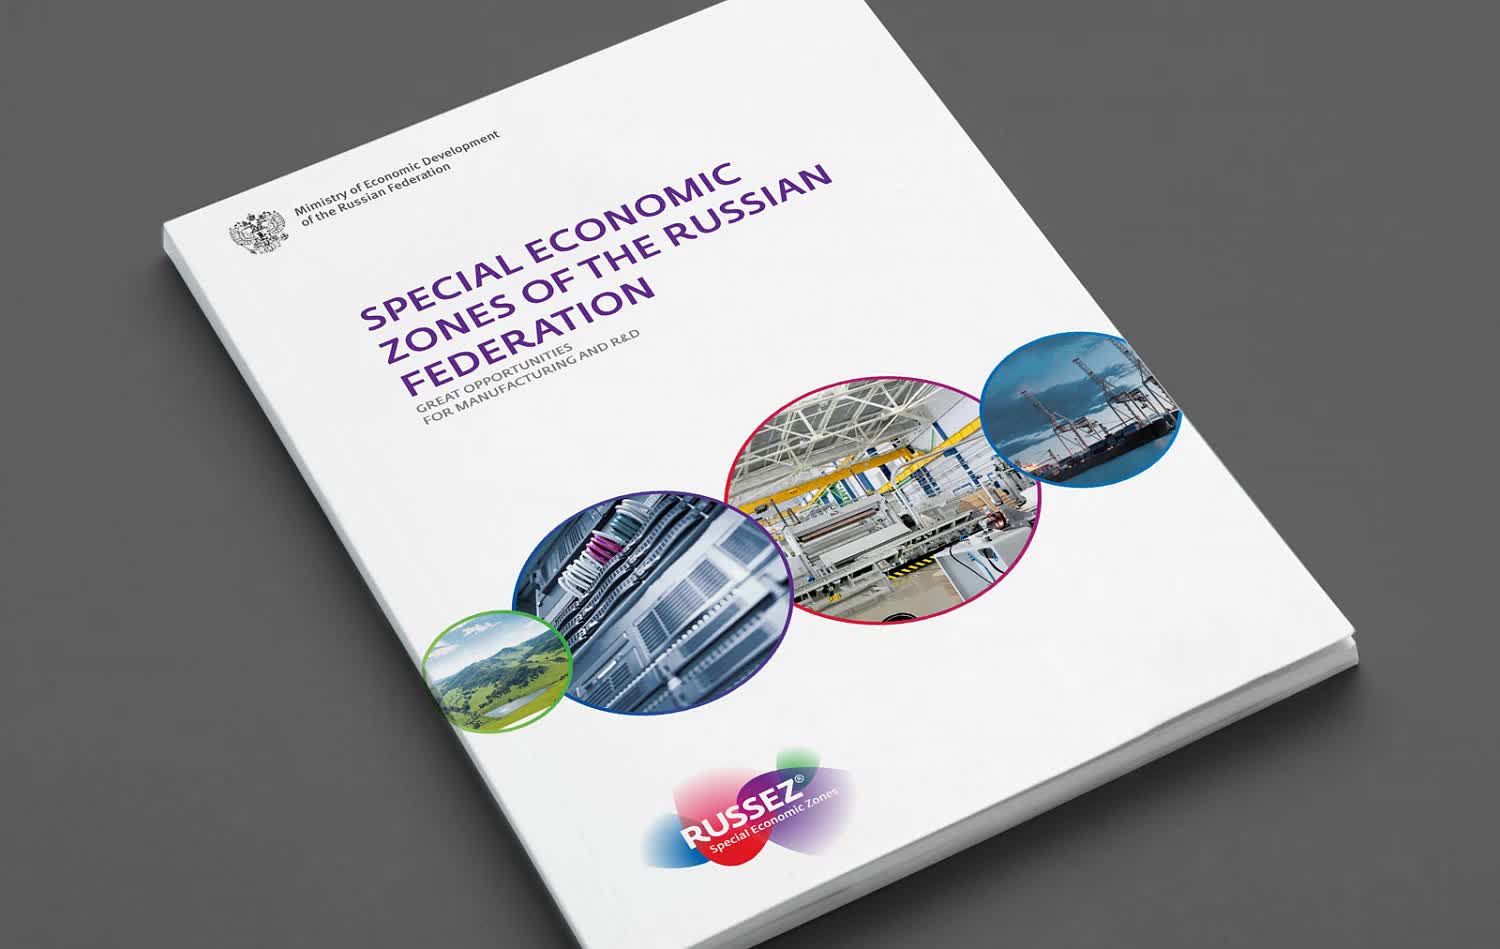 Mimistry of Economic Development
of the Russian Federation
SPECIAL ECONOMIC
ZONES OF THE RUSSIAN
FEDERATION
GREAT OPPORTUNITIES
FOR MANUFACTURING AND R&D
RUSSEZ®
Special Economic Zones